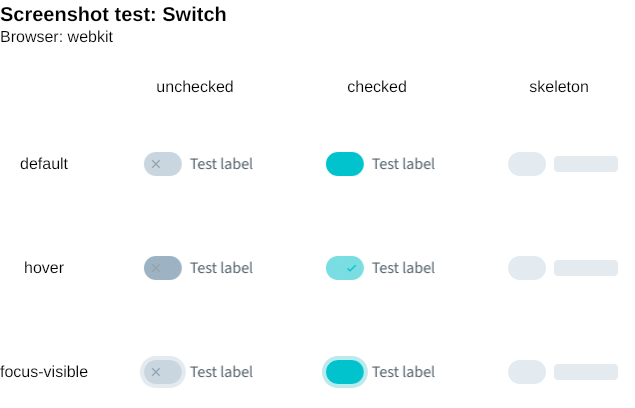 Screenshot test: Switch
Browser: webkit
unchecked checked skeleton
default Test label Test label
hover Test label Test label
focus-visible Test label Test label